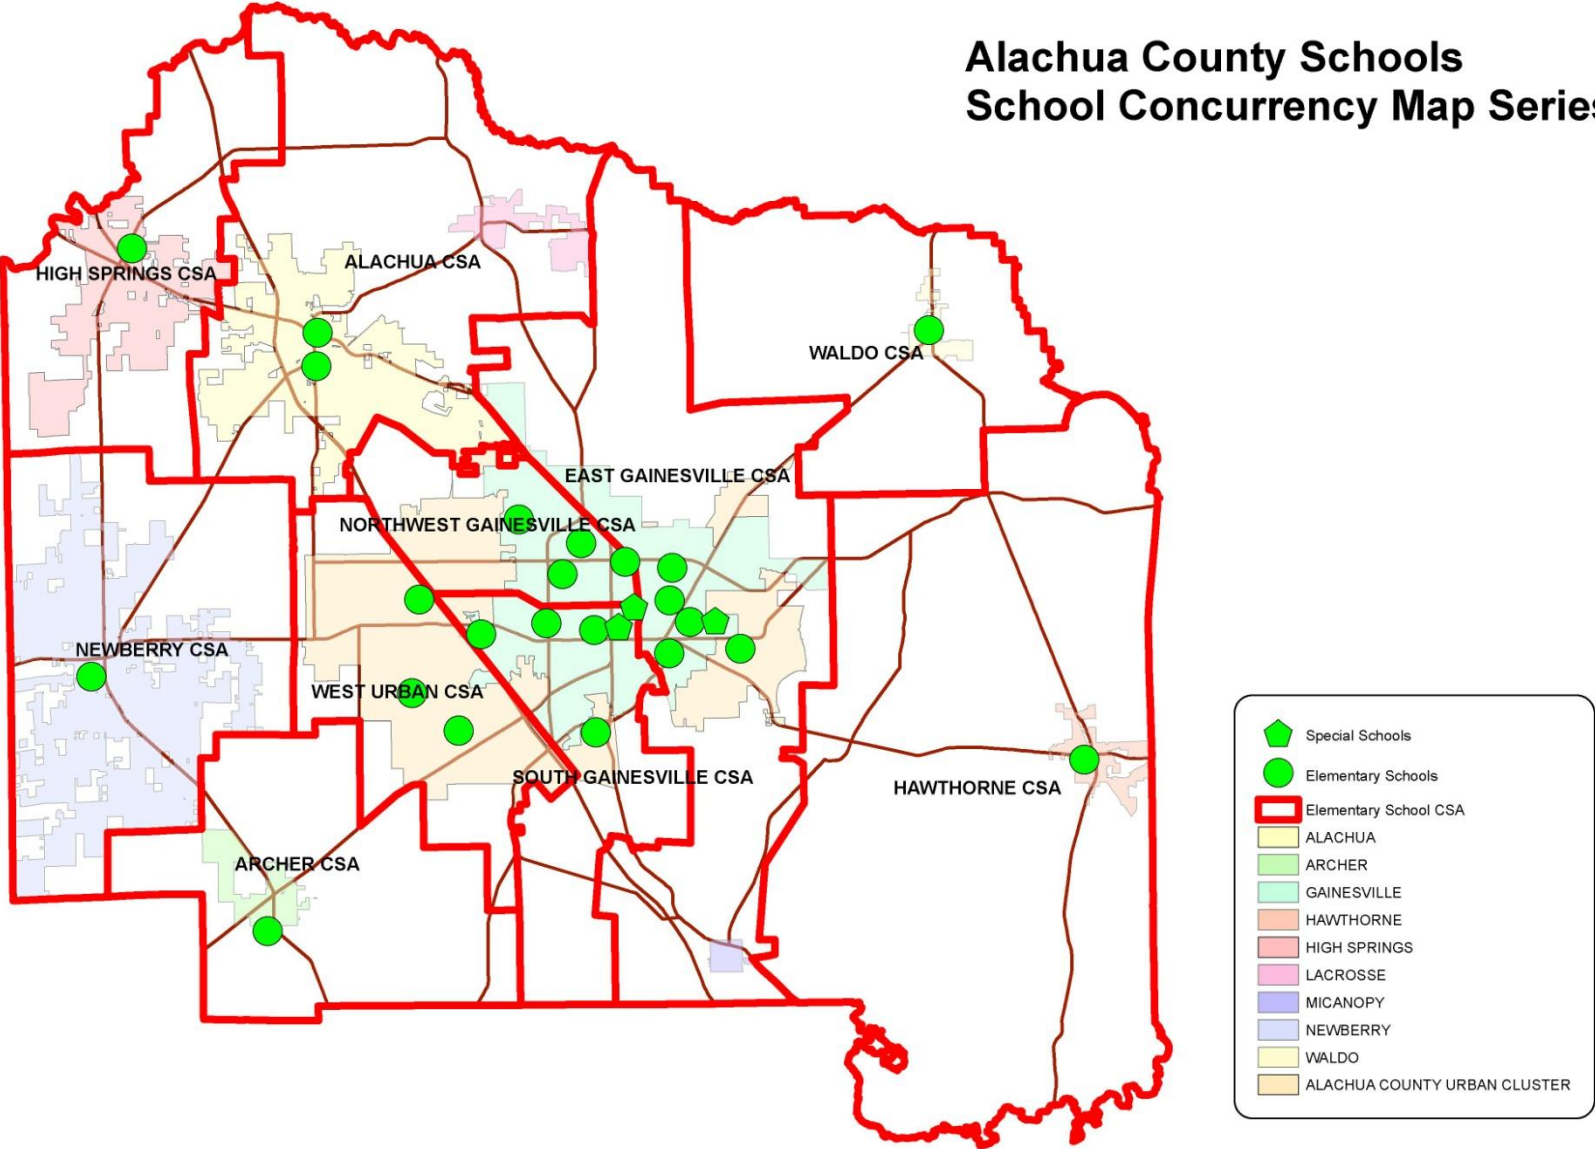 Alachua County Schools
School Concurrency Map Series
HIGH SPRINGS CSA
ALACHUA CSA
WALDO CSA
EAST GAINESVILLE CSA
NORTHWEST GAINESVILLE CSA
NEWBERRY CSA
WEST URBAN CSA
SOUTH GAINESVILLE CSA
HAWTHORNE CSA
ARCHER CSA
Special Schools
Elementary Schools
Elementary School CSA
ALACHUA
ARCHER
GAINESVILLE
HAWTHORNE
HIGH SPRINGS
LACROSSE
MICANOPY
NEWBERRY
WALDO
ALACHUA COUNTY URBAN CLUSTER